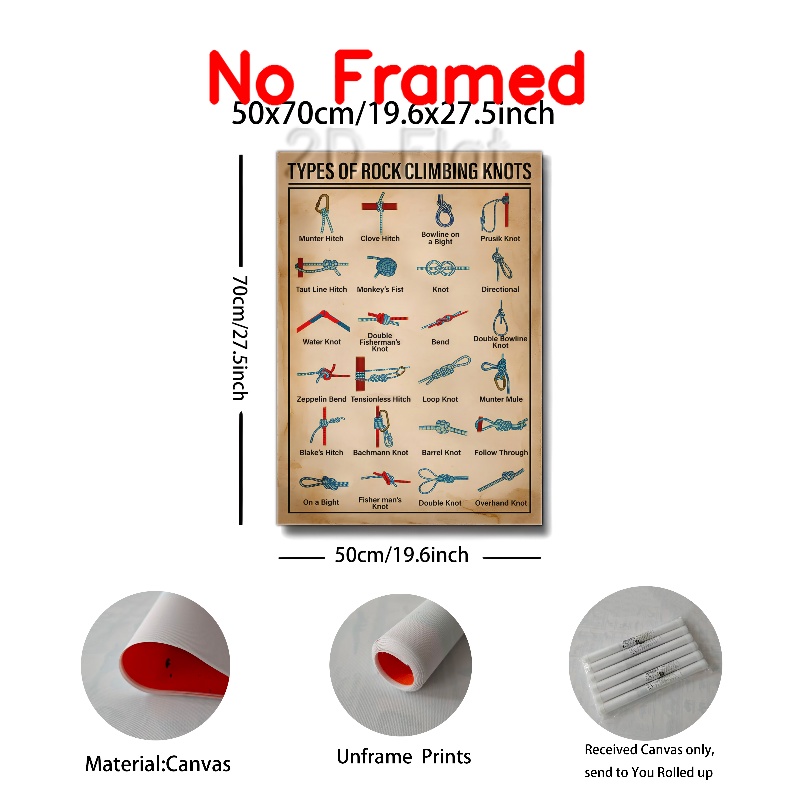 No Framed
50x70cm/19.6x27.5inch
2D Flat
TYPES OF ROCK CLIMBING KNOTS
Munter Hitch
Clove Hitch
Bowline on
a Bight
Prusik Knot
Taut Line Hitch
Monkey's Fist
Knot
Directional
Water Knot
Double
Fisherman's
Knot
Bend
Double Bowline
Knot
Zeppelin Bend
Tensionless Hitch
Loop Knot
Munter Mule
Blake's Hitch
Bachmann Knot
Barrel Knot
Follow Through
On a Bight
Fisher man's
Knot
Double Knot
Overhand Knot
70cm/27.5inch
50cm/19.6inch
Material:Canvas
Unframe Prints
Received Canvas only,
send to You Rolled up